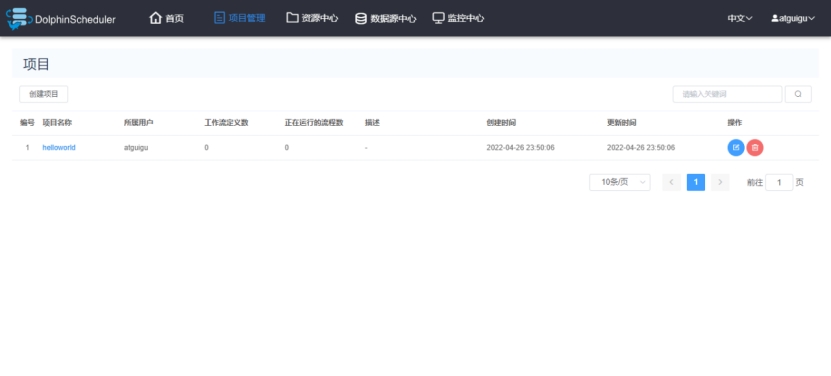 DolphinScheduler 首页 项目管理 资源中心 数据源中心 监控中心 中文 atguigu
项目
创建项目 请输入关键词
编号 项目名称 所属用户 工作流定义数 正在运行的流程数 描述 创建时间 更新时间 操作
1 helloworld atguigu 0 0 - 2022-04-26 23:50:06 2022-04-26 23:50:06
10条/页 1 前往 1 页